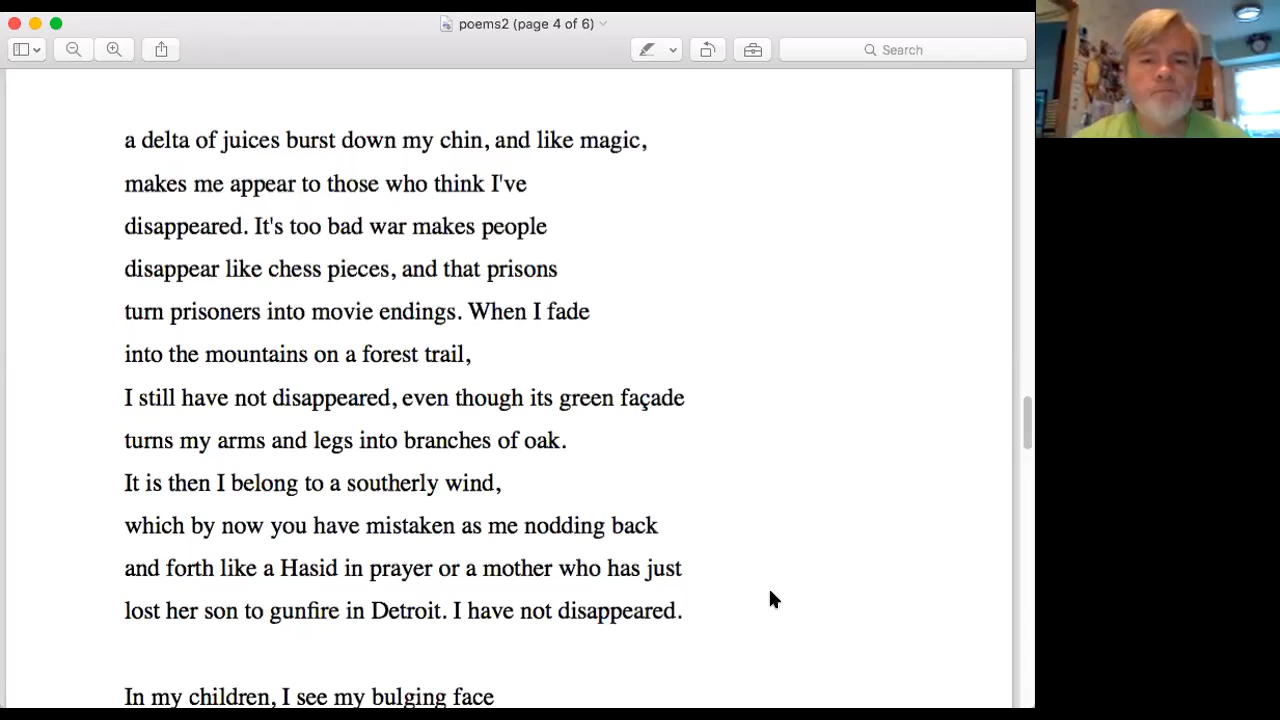 poems2 (page 4 of 6)
Search
a delta of juices burst down my chin, and like magic,
makes me appear to those who think I've
disappeared. It's too bad war makes people
disappear like chess pieces, and that prisons
turn prisoners into movie endings. When I fade
into the mountains on a forest trail,
I still have not disappeared, even though its green façade
turns my arms and legs into branches of oak.
It is then I belong to a southerly wind,
which by now you have mistaken as me nodding back
and forth like a Hasid in prayer or a mother who has just
lost her son to gunfire in Detroit. I have not disappeared.
In my children, I see my bulging face